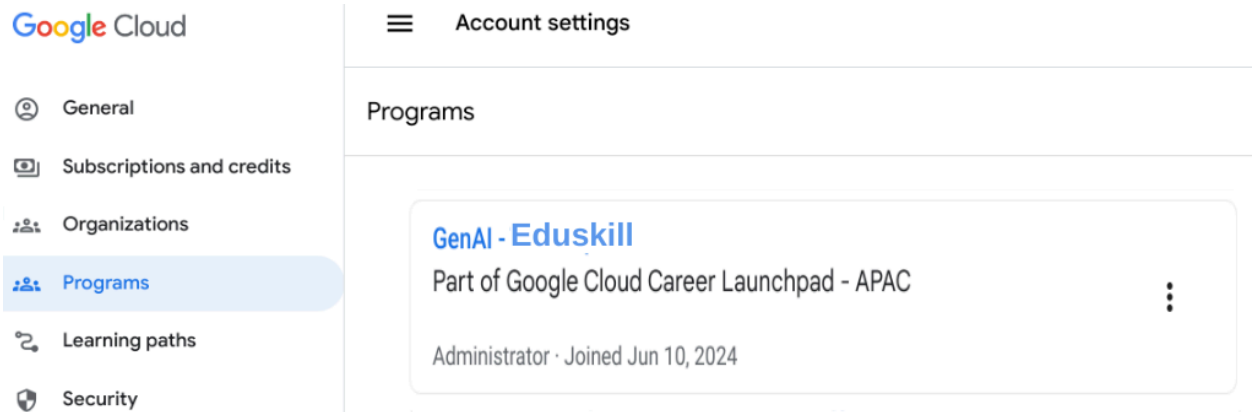 Google Cloud
General
Subscriptions and credits
Organizations
Programs
Learning paths
Security
Account settings
Programs
GenAI - Eduskill
Part of Google Cloud Career Launchpad - APAC
Administrator · Joined Jun 10, 2024